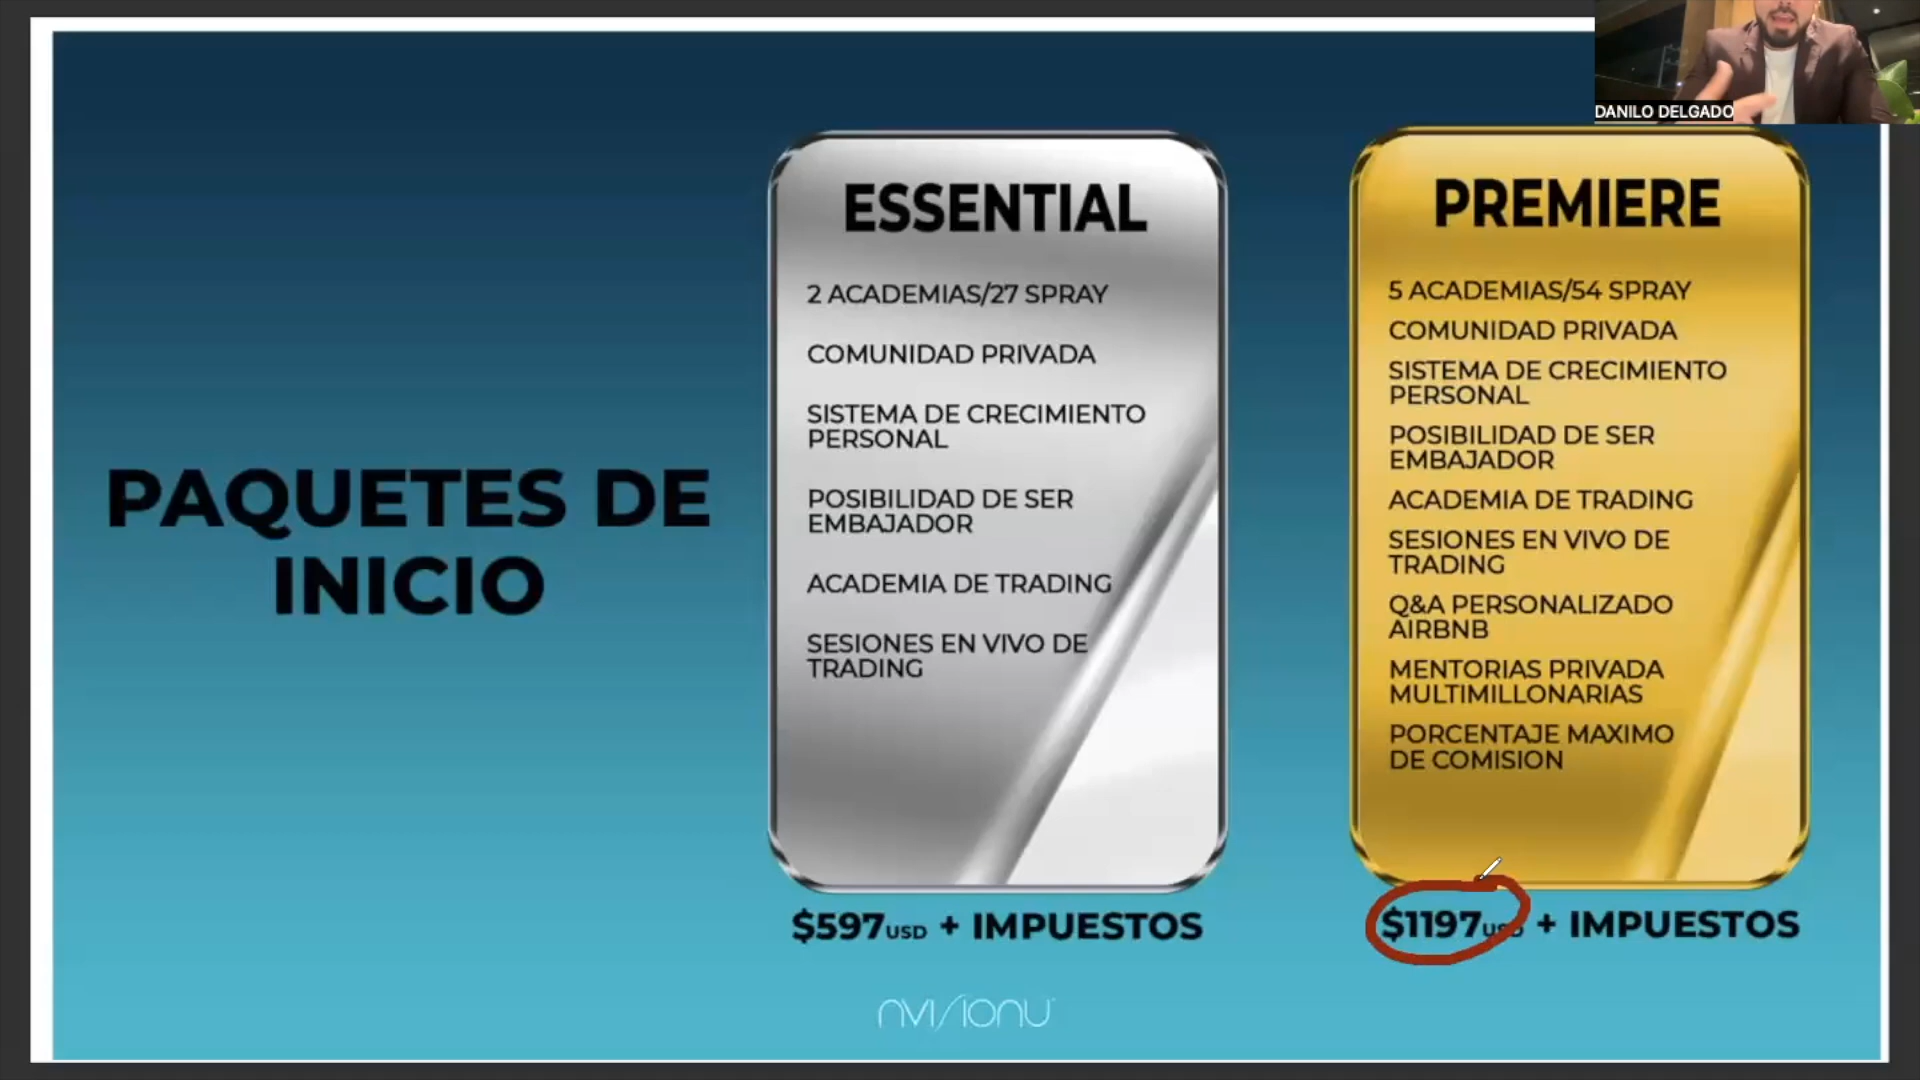 DANILO DELGADO
PAQUETES DE
INICIO
ESSENTIAL
2 ACADEMIAS/27 SPRAY
COMUNIDAD PRIVADA
SISTEMA DE CRECIMIENTO
PERSONAL
POSIBILIDAD DE SER
EMBAJADOR
ACADEMIA DE TRADING
SESIONES EN VIVO DE
TRADING
$597USD + IMPUESTOS
PREMIERE
5 ACADEMIAS/54 SPRAY
COMUNIDAD PRIVADA
SISTEMA DE CRECIMIENTO
PERSONAL
POSIBILIDAD DE SER
EMBAJADOR
ACADEMIA DE TRADING
SESIONES EN VIVO DE
TRADING
Q&A PERSONALIZADO
AIRBNB
MENTORIAS PRIVADA
MULTIMILLONARIAS
PORCENTAJE MAXIMO
DE COMISION
$1197USD + IMPUESTOS
nvisionu